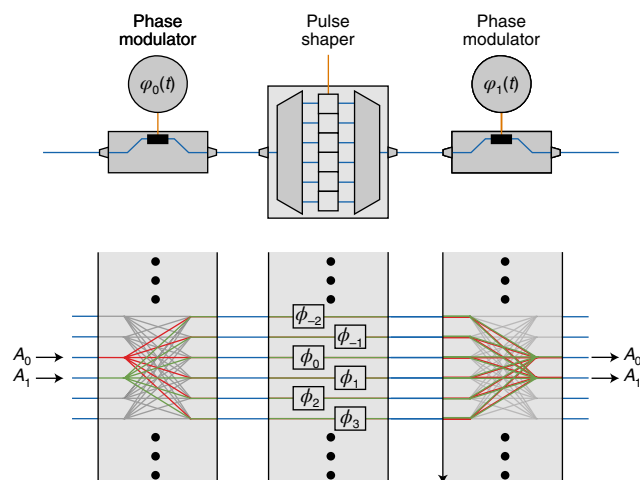 Phase modulator
Pulse shaper
Phase modulator
φ₀(t)
φ₁(t)
ϕ₋₂
ϕ₋₁
A₀
ϕ₀
A₀
A₁
ϕ₁
A₁
ϕ₂
ϕ₃